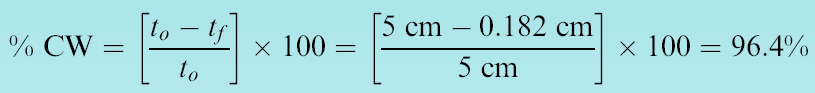 % CW = [t_o − t_f / t_o] × 100 = [5 cm − 0.182 cm / 5 cm] × 100 = 96.4%